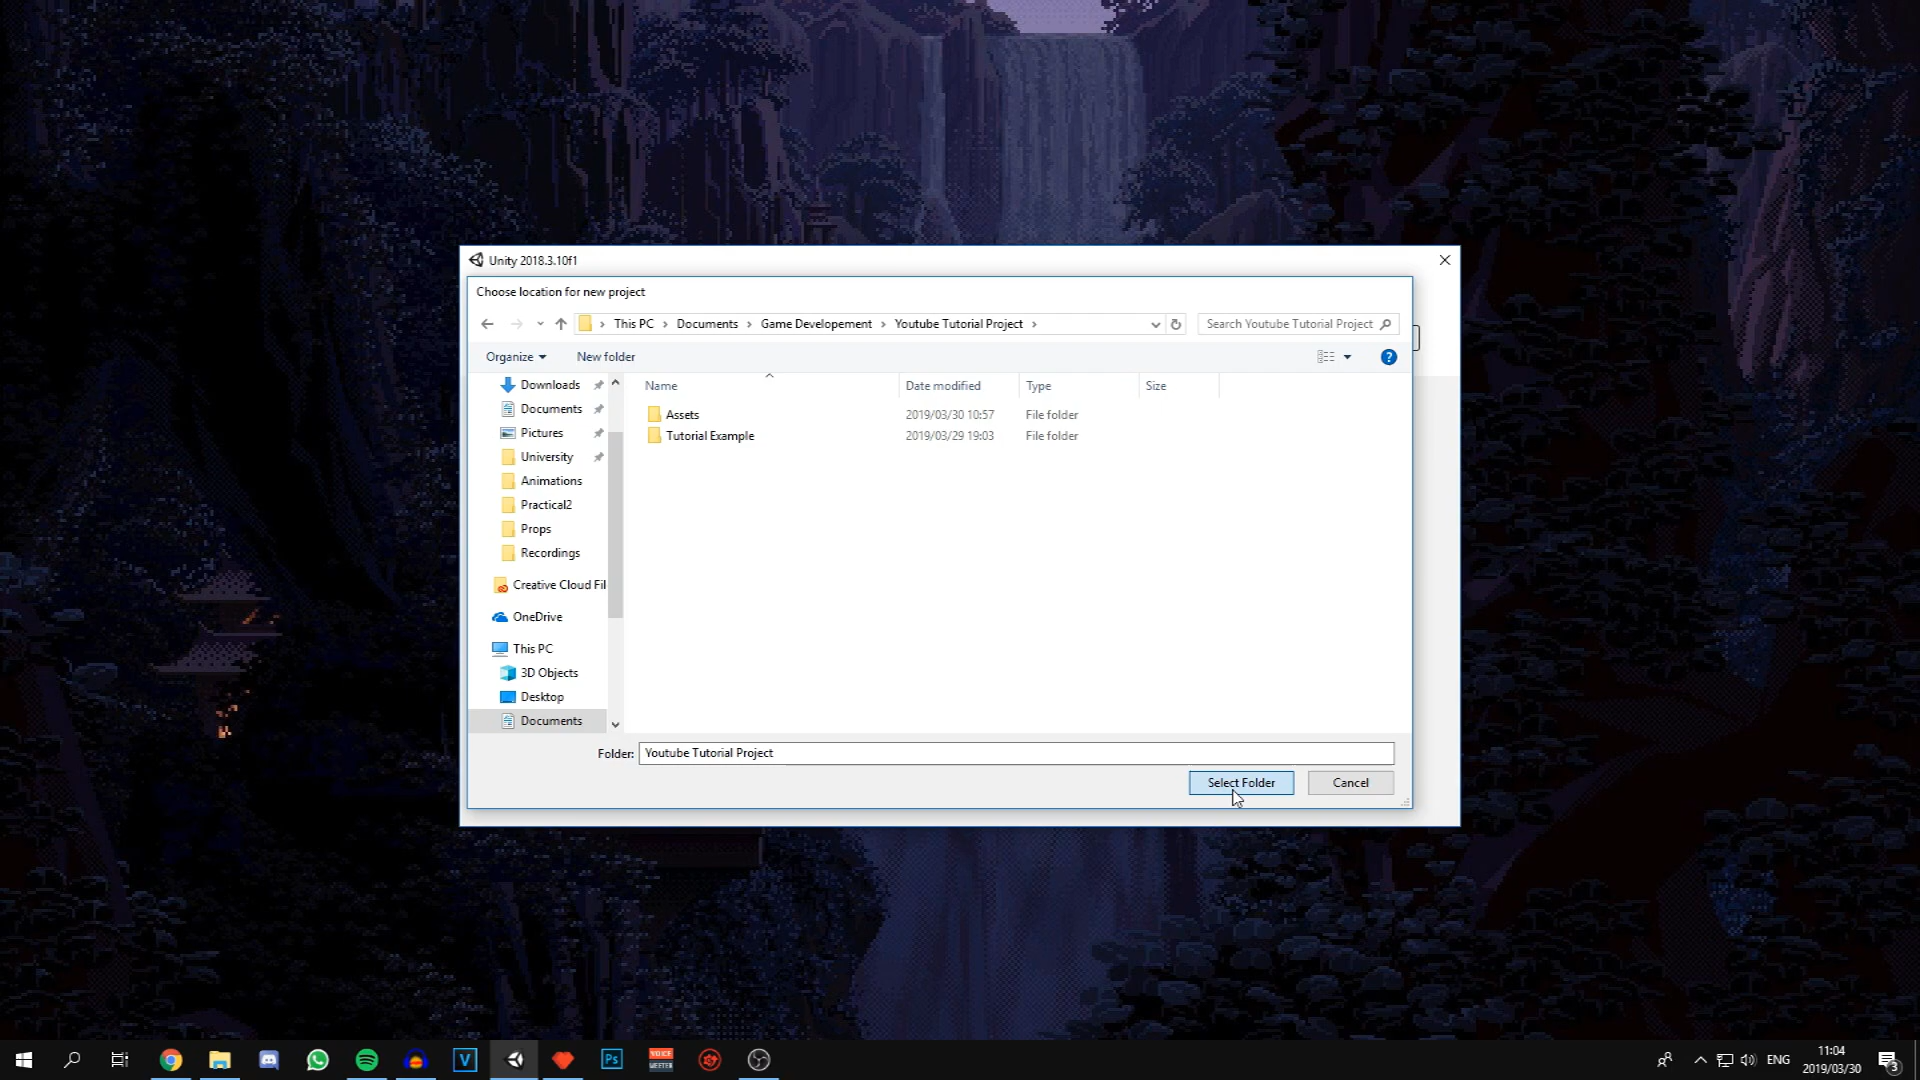 Unity 2018.3.10f1
Choose location for new project
This PC > Documents > Game Developement > Youtube Tutorial Project >
Search Youtube Tutorial Project
Organize
New folder
Name
Date modified
Type
Size
Downloads
Documents
Pictures
University
Animations
Practical2
Props
Recordings
Creative Cloud Fil
OneDrive
This PC
3D Objects
Desktop
Documents
Assets 2019/03/30 10:57 File folder
Tutorial Example 2019/03/29 19:03 File folder
Folder: Youtube Tutorial Project
Select Folder
Cancel
V
Ps
VOICE
MEETER
ENG
11:04
2019/03/30
3